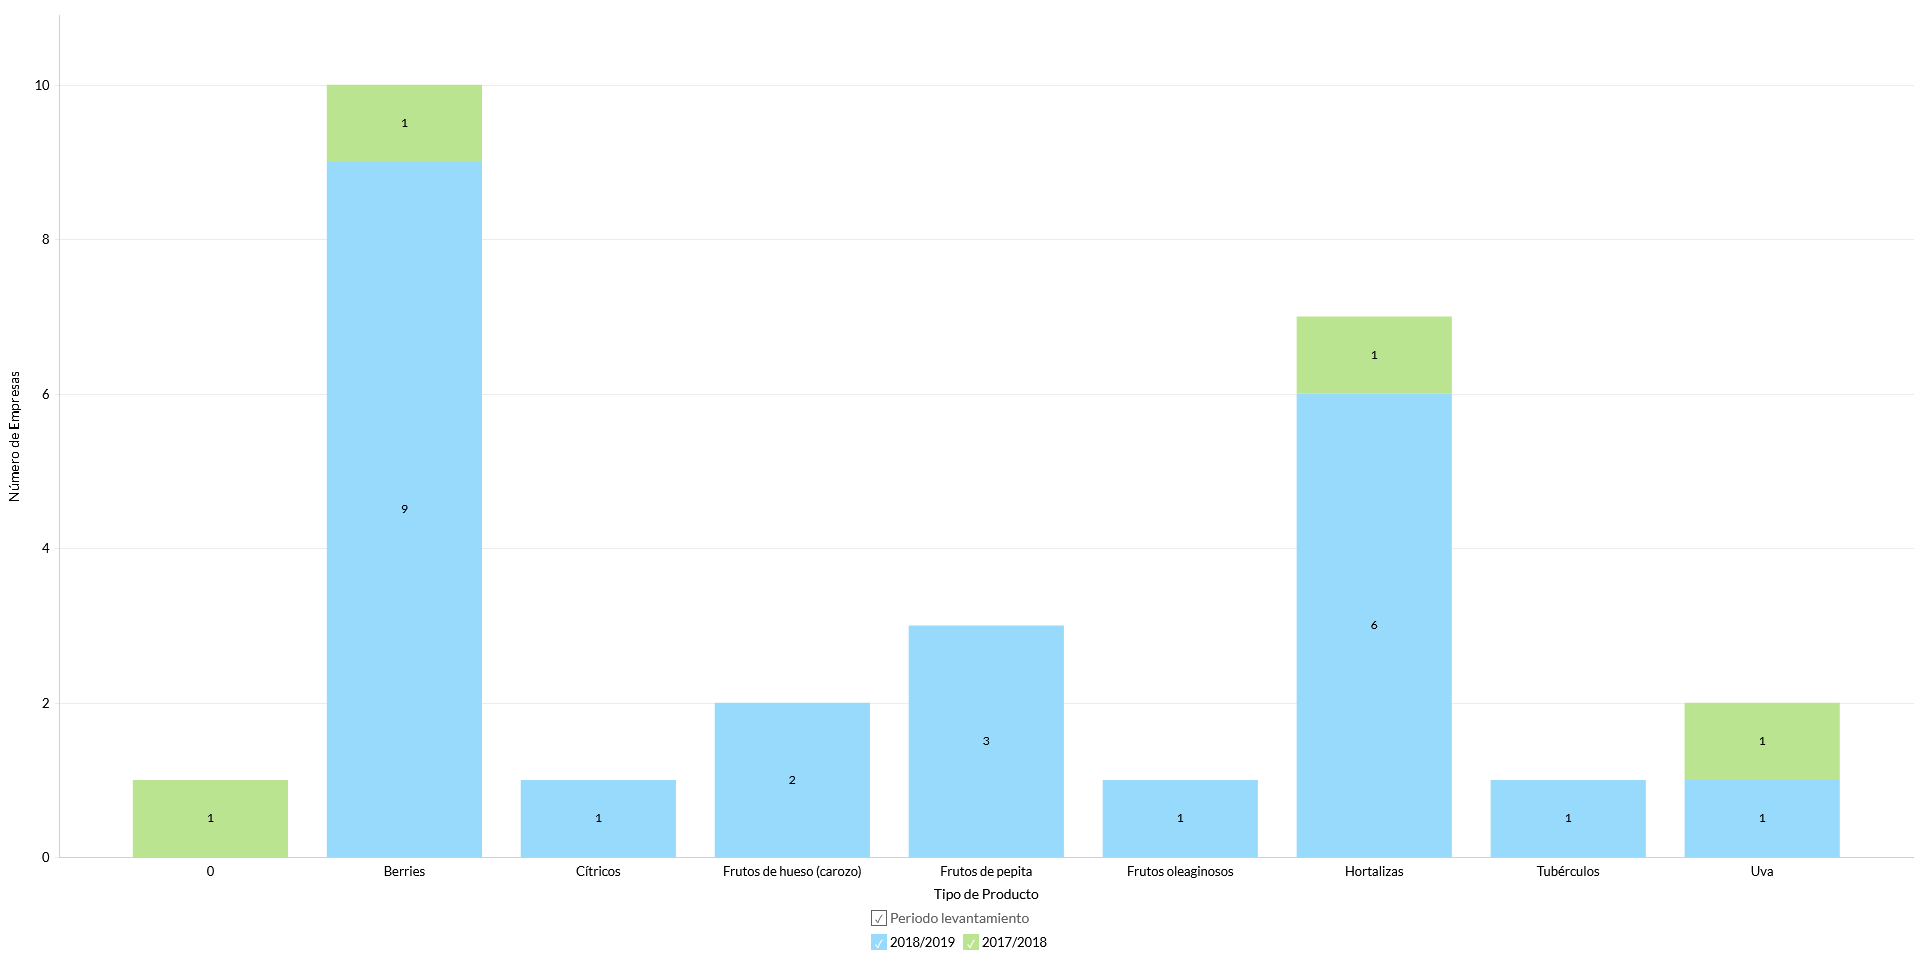 10
8
6
4
2
0
Número de Empresas
1
9
1
1
2
3
1
1
6
1
1
1
1
0
Berries
Cítricos
Frutos de hueso (carozo)
Frutos de pepita
Frutos oleaginosos
Hortalizas
Tubérculos
Uva
Tipo de Producto
Periodo levantamiento
2018/2019 2017/2018